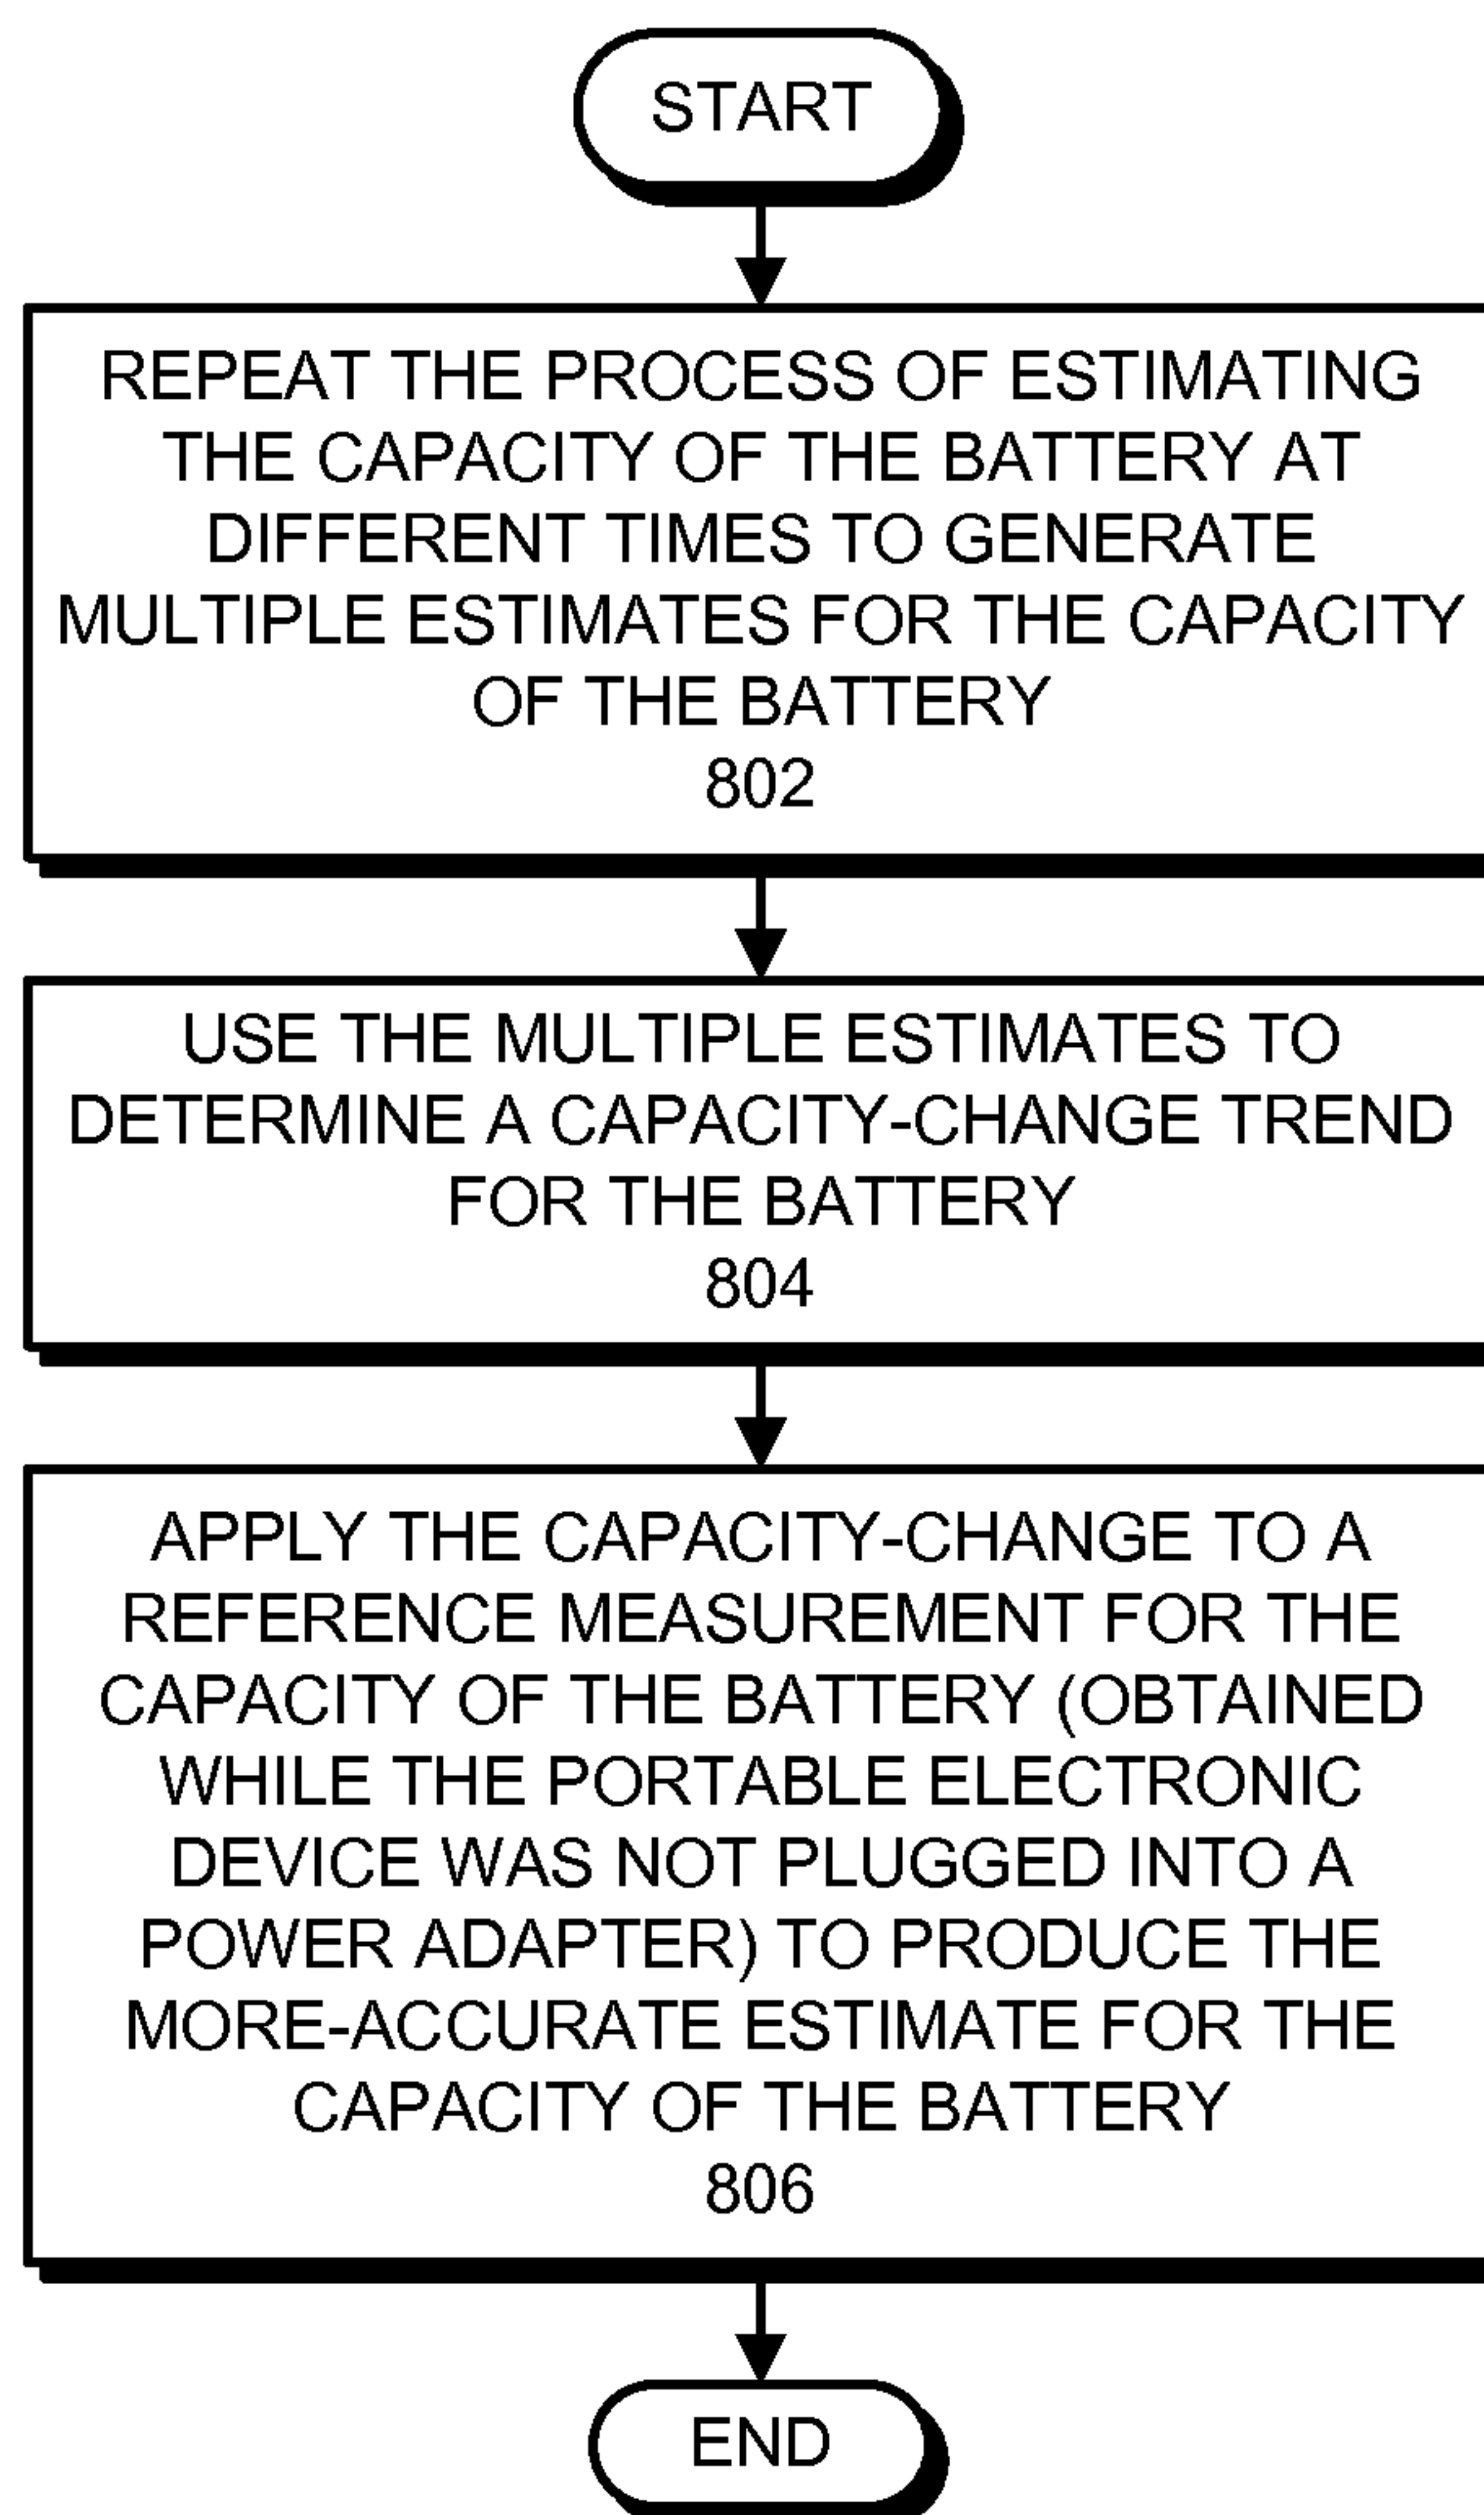 START
REPEAT THE PROCESS OF ESTIMATING
THE CAPACITY OF THE BATTERY AT
DIFFERENT TIMES TO GENERATE
MULTIPLE ESTIMATES FOR THE CAPACITY
OF THE BATTERY
802
USE THE MULTIPLE ESTIMATES TO
DETERMINE A CAPACITY-CHANGE TREND
FOR THE BATTERY
804
APPLY THE CAPACITY-CHANGE TO A
REFERENCE MEASUREMENT FOR THE
CAPACITY OF THE BATTERY (OBTAINED
WHILE THE PORTABLE ELECTRONIC
DEVICE WAS NOT PLUGGED INTO A
POWER ADAPTER) TO PRODUCE THE
MORE-ACCURATE ESTIMATE FOR THE
CAPACITY OF THE BATTERY
806
END